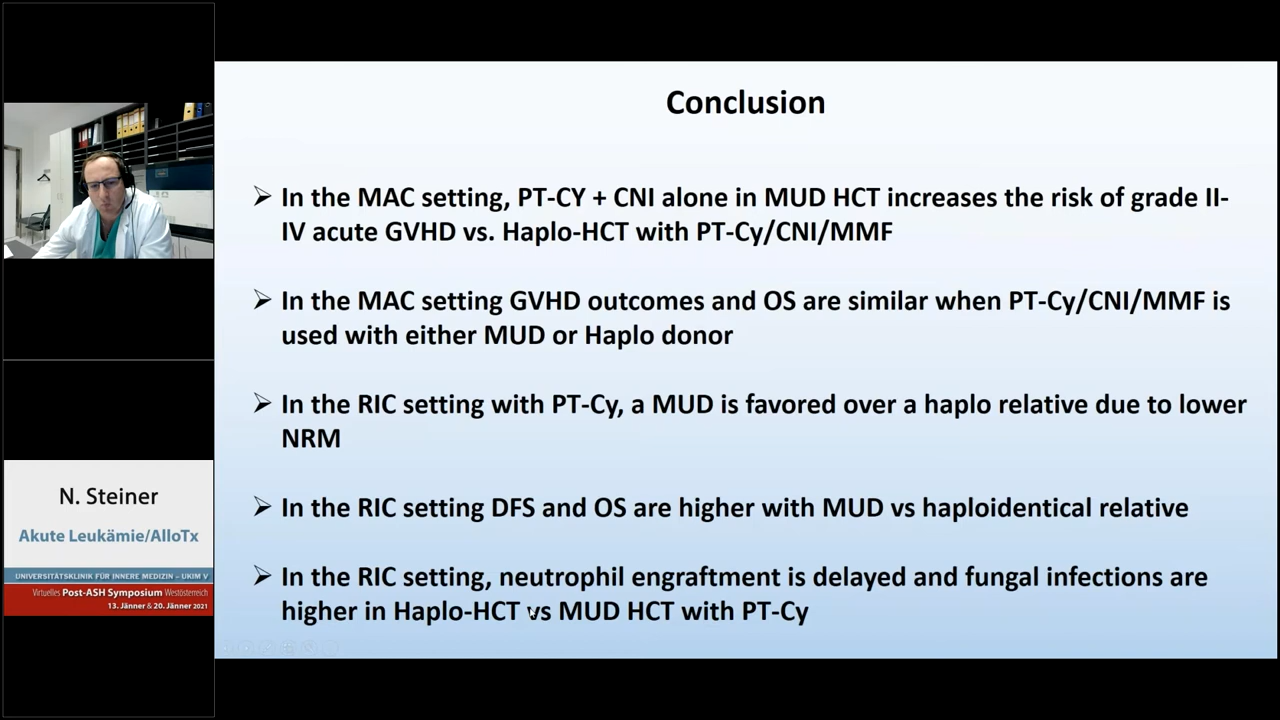 Conclusion
➢ In the MAC setting, PT-CY + CNI alone in MUD HCT increases the risk of grade II-
IV acute GVHD vs. Haplo-HCT with PT-Cy/CNI/MMF
➢ In the MAC setting GVHD outcomes and OS are similar when PT-Cy/CNI/MMF is
used with either MUD or Haplo donor
➢ In the RIC setting with PT-Cy, a MUD is favored over a haplo relative due to lower
NRM
➢ In the RIC setting DFS and OS are higher with MUD vs haploidentical relative
➢ In the RIC setting, neutrophil engraftment is delayed and fungal infections are
higher in Haplo-HCT vs MUD HCT with PT-Cy
N. Steiner
Akute Leukämie/AlloTx
UNIVERSITÄTSKLINIK FÜR INNERE MEDIZIN – UKIM V
Virtuelles Post-ASH Symposium Westösterreich
13. Jänner & 20. Jänner 2021